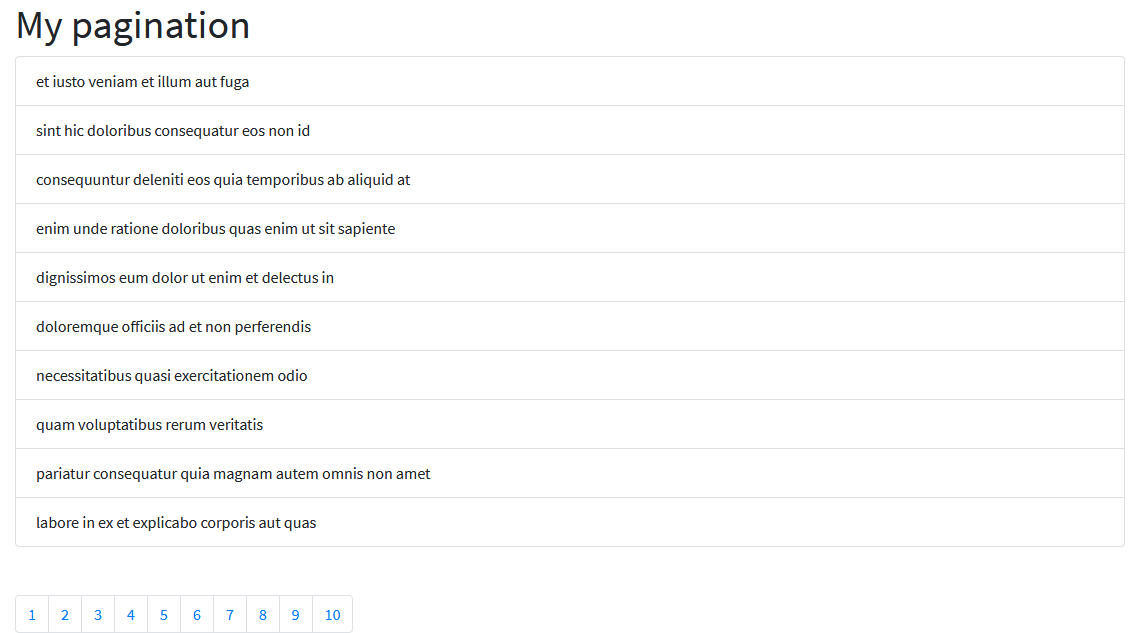 My pagination
et iusto veniam et illum aut fuga
sint hic doloribus consequatur eos non id
consequuntur deleniti eos quia temporibus ab aliquid at
enim unde ratione doloribus quas enim ut sit sapiente
dignissimos eum dolor ut enim et delectus in
doloremque officiis ad et non perferendis
necessitatibus quasi exercitationem odio
quam voluptatibus rerum veritatis
pariatur consequatur quia magnam autem omnis non amet
labore in ex et explicabo corporis aut quas
1 2 3 4 5 6 7 8 9 10